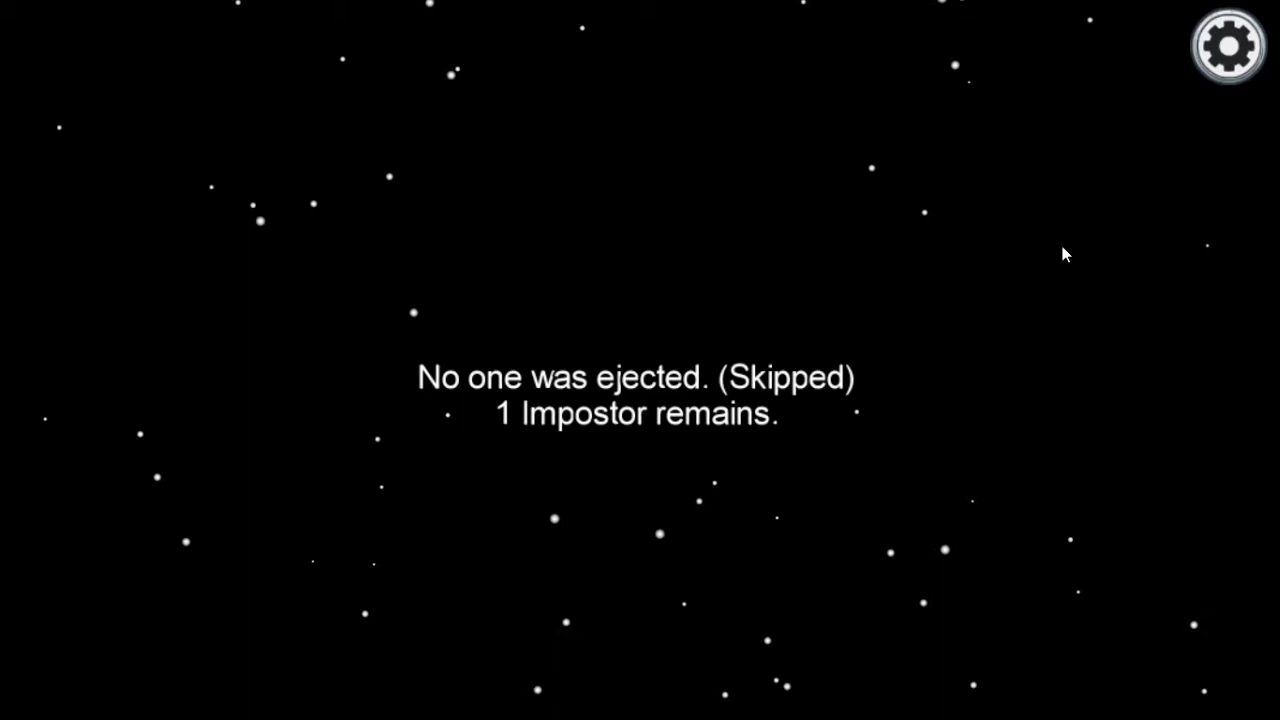 No one was ejected. (Skipped)
1 Impostor remains.